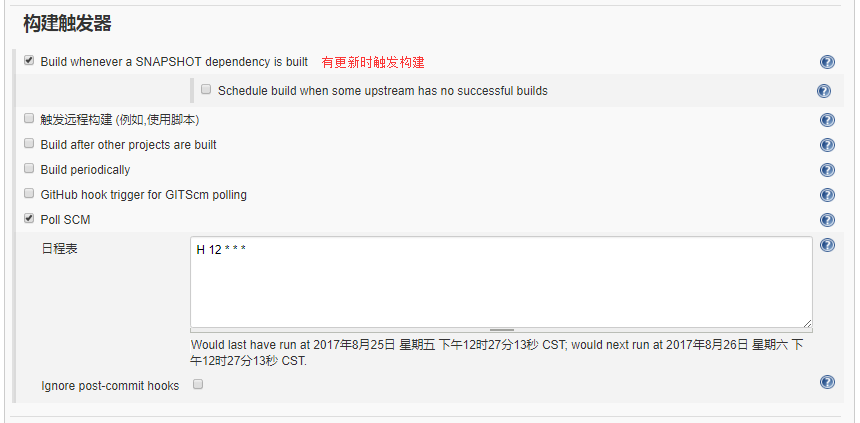 构建触发器
Build whenever a SNAPSHOT dependency is built 有更新时触发构建
Schedule build when some upstream has no successful builds
触发远程构建 (例如,使用脚本)
Build after other projects are built
Build periodically
GitHub hook trigger for GITScm polling
Poll SCM
日程表
H 12 * * *
Would last have run at 2017年8月25日 星期五 下午12时27分13秒 CST; would next run at 2017年8月26日 星期六 下
午12时27分13秒 CST.
Ignore post-commit hooks